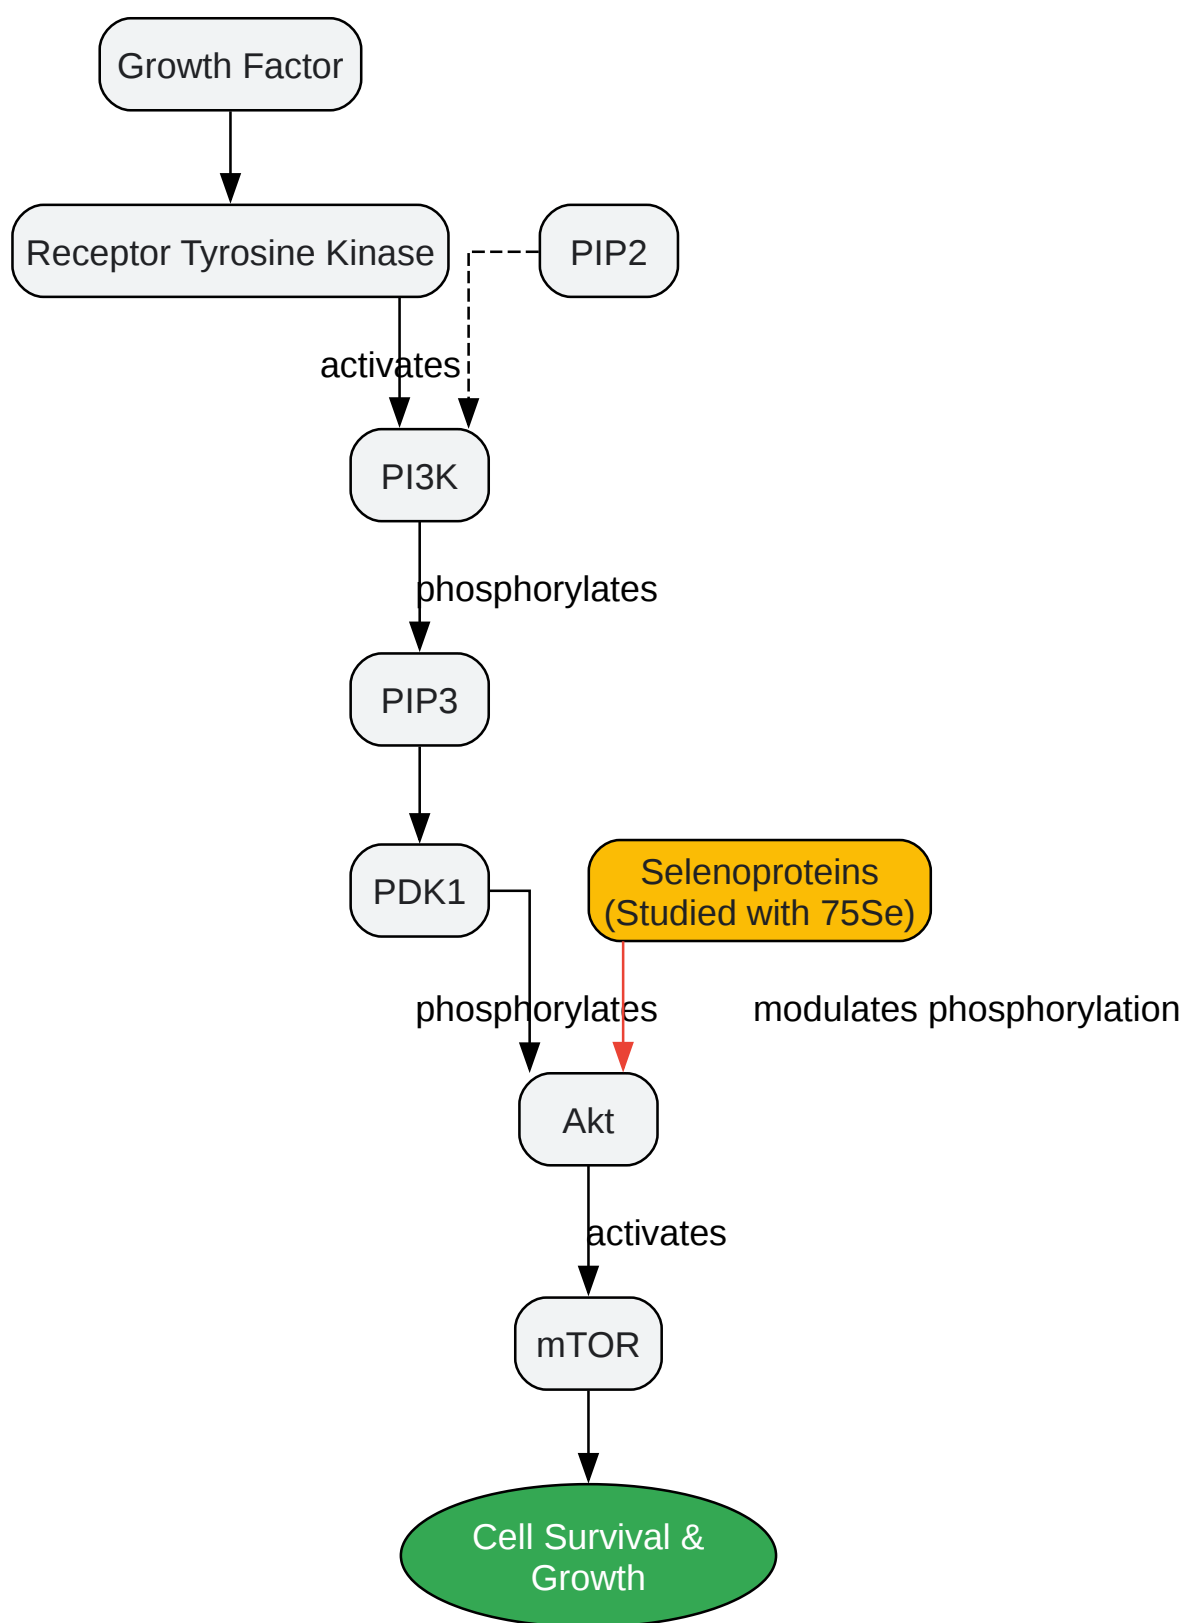 Growth Factor
Receptor Tyrosine Kinase
PIP2
activates
PI3K
phosphorylates
PIP3
PDK1
Selenoproteins
(Studied with 75Se)
phosphorylates
modulates phosphorylation
Akt
activates
mTOR
Cell Survival &
Growth